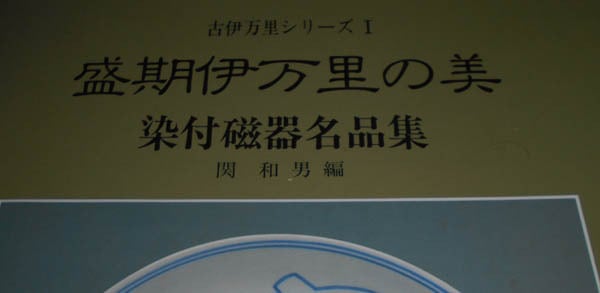 古伊万里シリーズ I
盛期伊万里の美
染付磁器名品集
関 和男 編